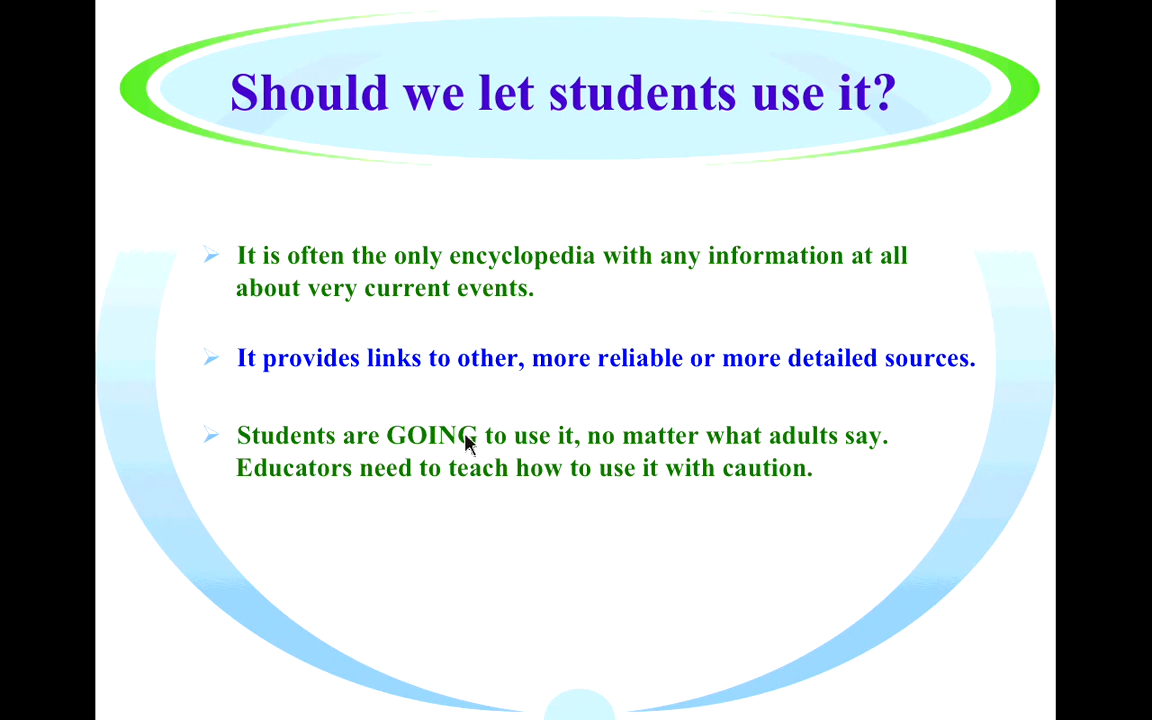 Should we let students use it?
It is often the only encyclopedia with any information at all
about very current events.
It provides links to other, more reliable or more detailed sources.
Students are GOING to use it, no matter what adults say.
Educators need to teach how to use it with caution.